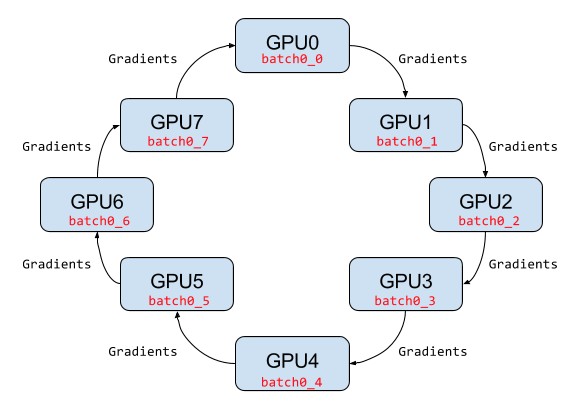 GPU0
batch0_0
Gradients
Gradients
GPU7
batch0_7
GPU1
batch0_1
Gradients
Gradients
GPU6
batch0_6
GPU2
batch0_2
Gradients
Gradients
GPU5
batch0_5
GPU3
batch0_3
Gradients
Gradients
GPU4
batch0_4